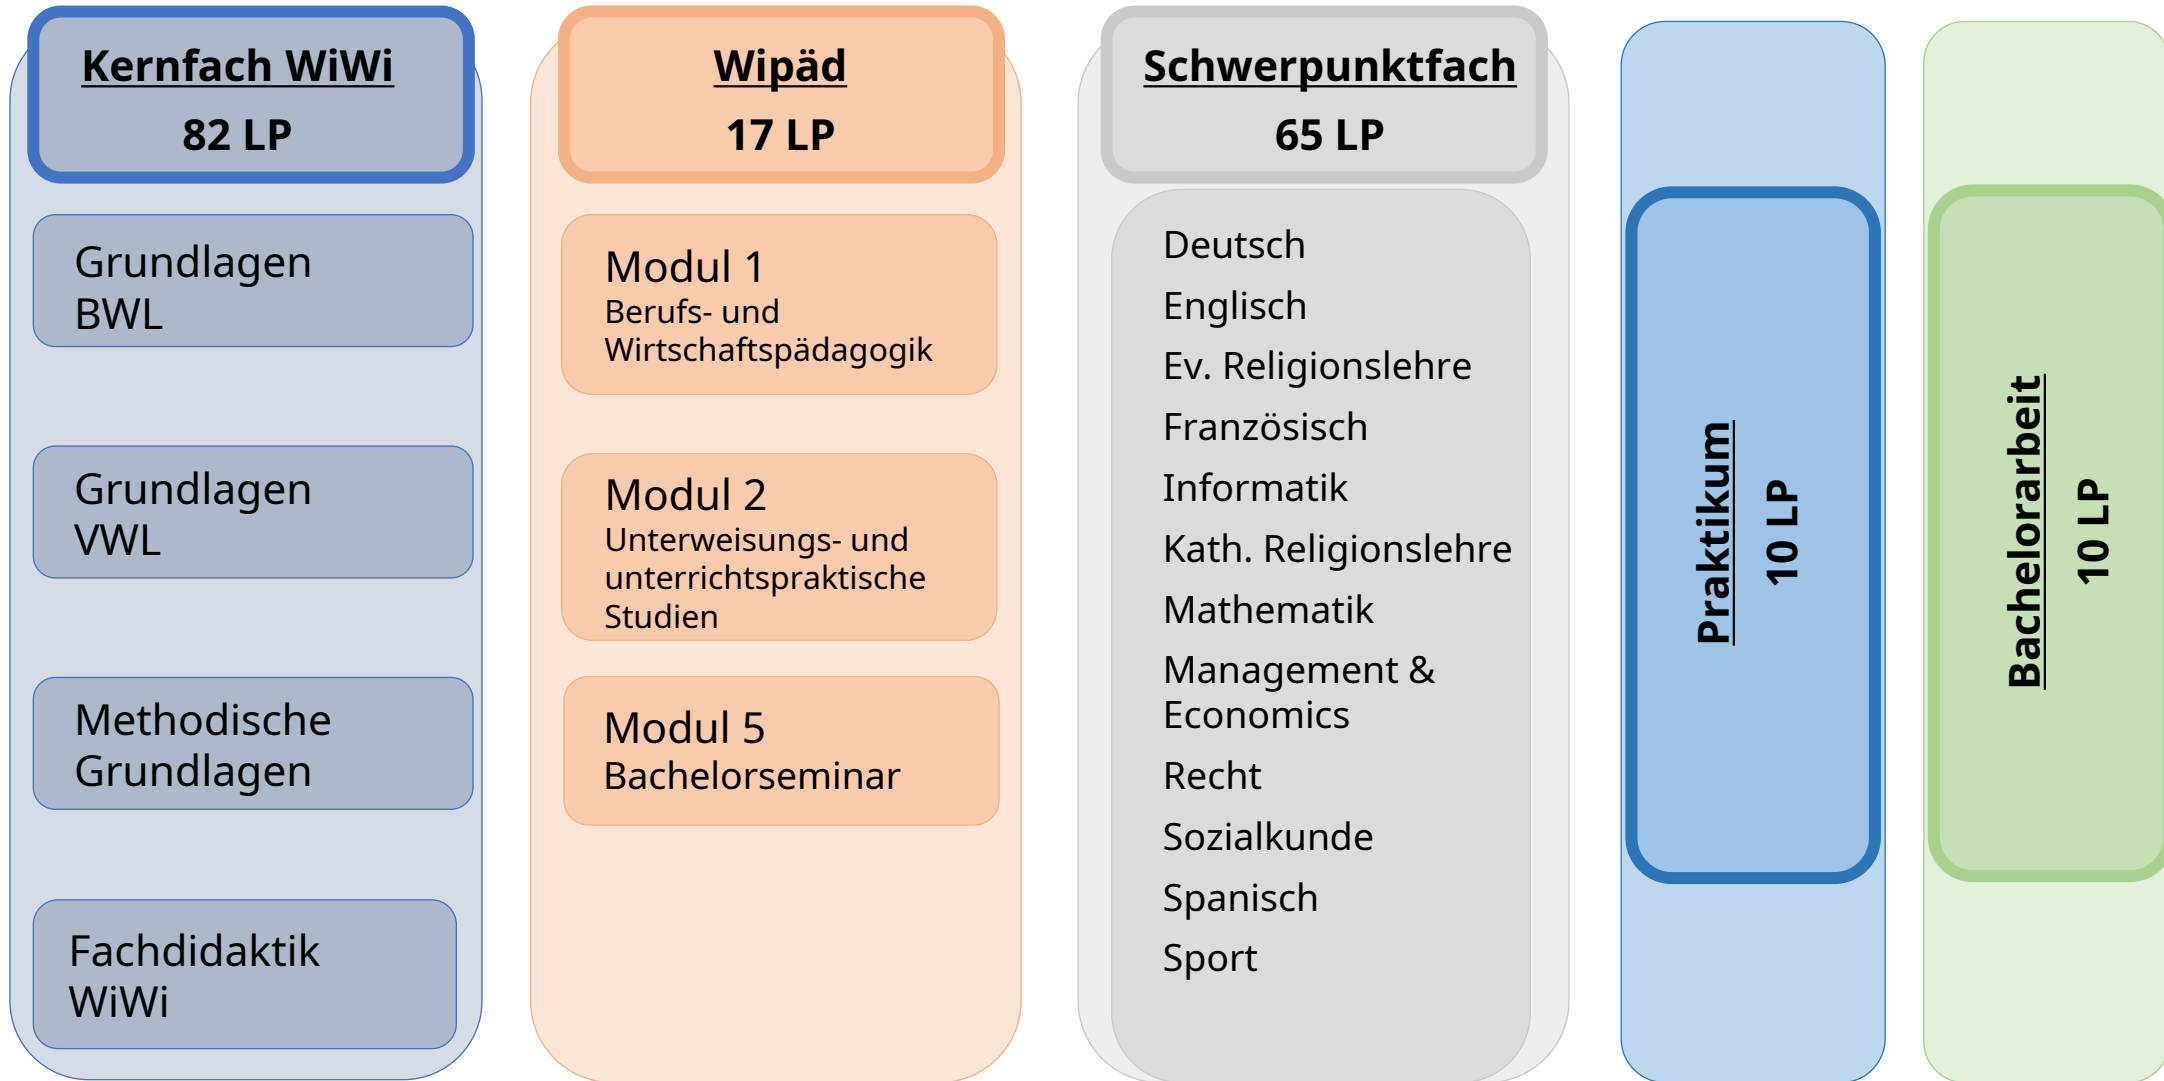 Kernfach WiWi
82 LP
Grundlagen
BWL
Grundlagen
VWL
Methodische
Grundlagen
Fachdidaktik
WiWi
Wipäd
17 LP
Modul 1
Berufs- und
Wirtschaftspädagogik
Modul 2
Unterweisungs- und
unterrichtspraktische
Studien
Modul 5
Bachelorseminar
Schwerpunktfach
65 LP
Deutsch
Englisch
Ev. Religionslehre
Französisch
Informatik
Kath. Religionslehre
Mathematik
Management &
Economics
Recht
Sozialkunde
Spanisch
Sport
Praktikum
10 LP
Bachelorarbeit
10 LP